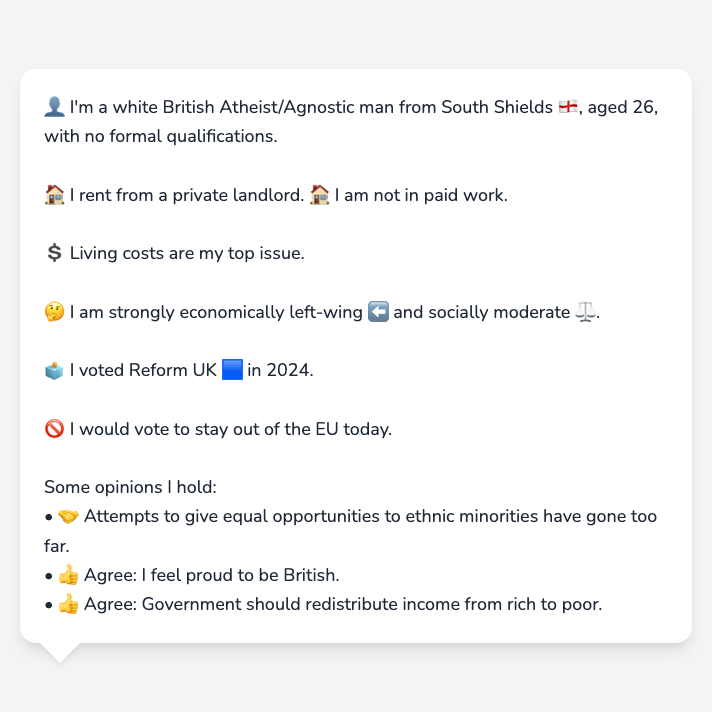 👤 I'm a white British Atheist/Agnostic man from South Shields 🏴󠁧󠁢󠁥󠁮󠁧󠁿, aged 26,
with no formal qualifications.
🏠 I rent from a private landlord. 🏠 I am not in paid work.
💲 Living costs are my top issue.
🤔 I am strongly economically left-wing ⬅️ and socially moderate ⚖️.
🗳️ I voted Reform UK 🟦 in 2024.
🚫 I would vote to stay out of the EU today.
Some opinions I hold:
• 🤝 Attempts to give equal opportunities to ethnic minorities have gone too
far.
• 👍 Agree: I feel proud to be British.
• 👍 Agree: Government should redistribute income from rich to poor.